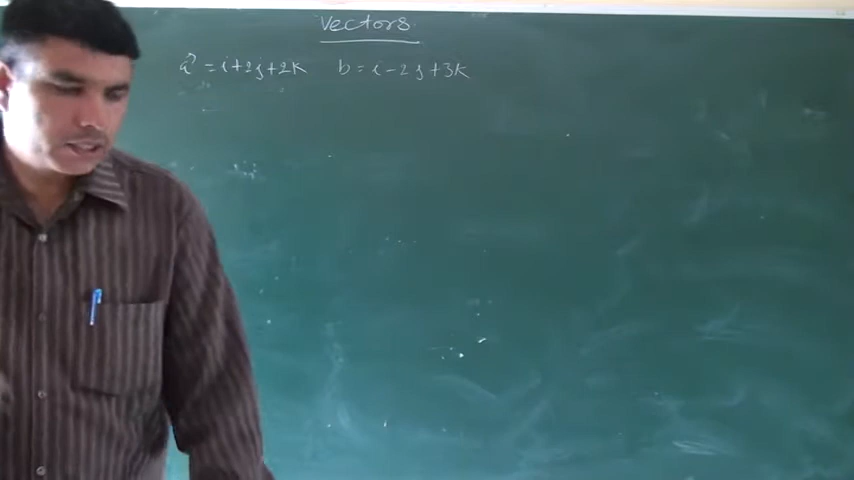 Vectors
a⃗ = i+2j+2k b = i-2j+3k